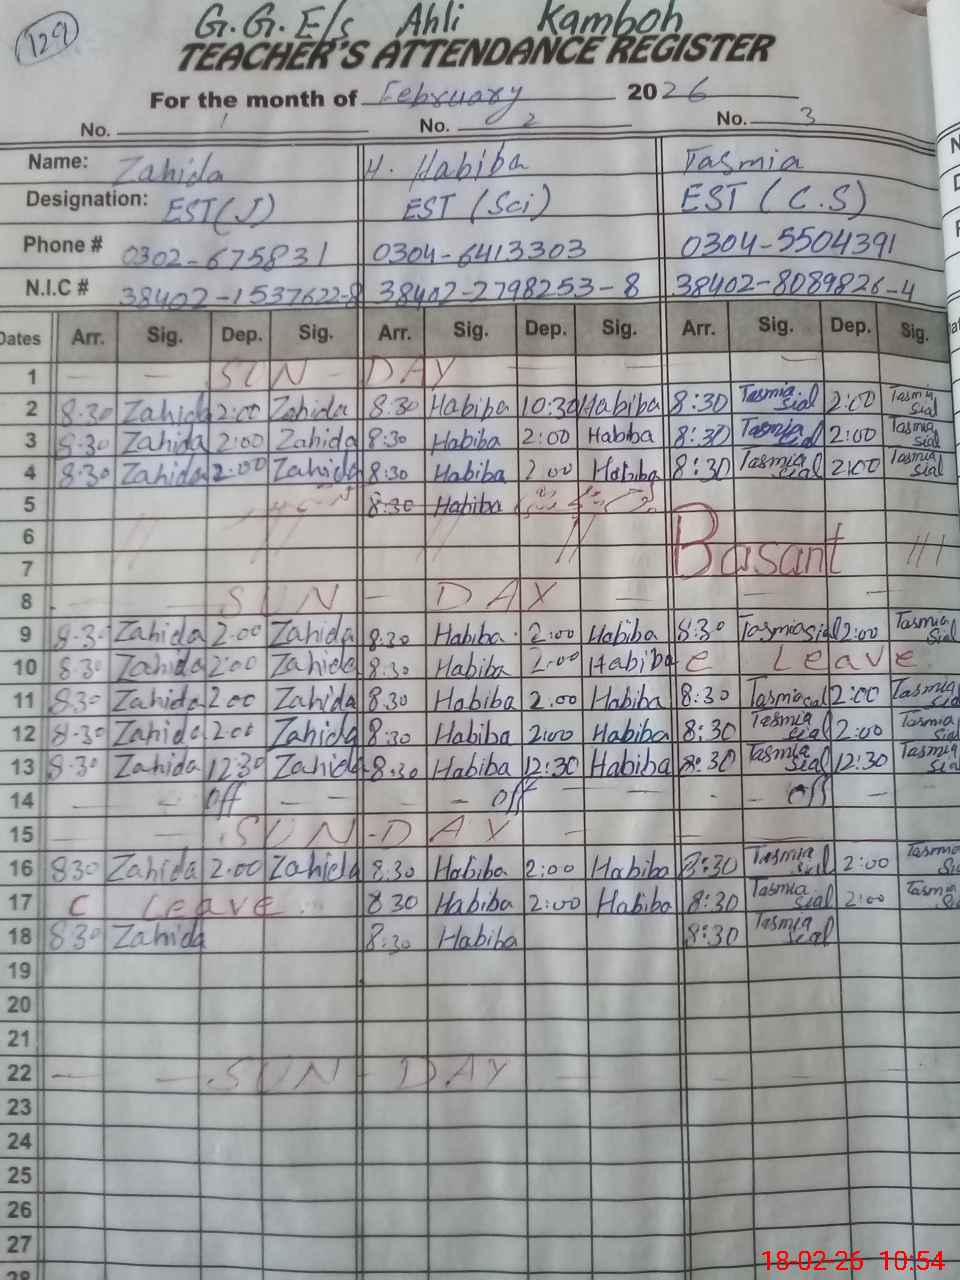 129
G.G. E/s Ahli Kamboh
TEACHER'S ATTENDANCE REGISTER
For the month of February 2026
No. 1 No. 2 No. 3
Name: Zahida H. Habiba Tasmia
Designation: EST(J) EST (Sci) EST (C.S)
Phone # 0302-675831 0304-6413303 0304-5504391
N.I.C # 38402-1537622-8 38402-2798253-8 38402-8089826-4
Dates Arr. Sig. Dep. Sig. Arr. Sig. Dep. Sig. Arr. Sig. Dep. Sig.
1 — — SUN - DAY — — —
2 8.30 Zahida 2:00 Zahida 8:30 Habiba 10:30 Habiba 8:30 Tasmia Sial 2:00 Tasmia Sial
3 8.30 Zahida 2:00 Zahida 8:30 Habiba 2:00 Habiba 8:30 Tasmia Sial 2:00 Tasmia Sial
4 8.30 Zahida 2.00 Zahida 8:30 Habiba 2:00 Habiba 8:30 Tasmia Sial 2:00 Tasmia Sial
5 8:30 Habiba
6 Basant
7
8 — — SUN - DAY — — —
9 8.30 Zahida 2.00 Zahida 8:30 Habiba 2:00 Habiba 8:30 Tasmia Sial 2:00 Tasmia Sial
10 8.30 Zahida 2:00 Zahida 8:30 Habiba 2:00 Habiba Leave
11 8.30 Zahida 2.00 Zahida 8.30 Habiba 2.00 Habiba 8:30 Tasmia Sial 2:00 Tasmia Sial
12 8.30 Zahida 2.00 Zahida 8:30 Habiba 2:00 Habiba 8:30 Tasmia Sial 2:00 Tasmia Sial
13 8.30 Zahida 12:30 Zahida 8:30 Habiba 12:30 Habiba 8:30 Tasmia Sial 12:30 Tasmia Sial
14 — — Off — — — — Off — — Off —
15 — — SUN - DAY — — —
16 8.30 Zahida 2.00 Zahida 8.30 Habiba 2:00 Habiba 8:30 Tasmia Sial 2:00 Tasmia
17 C Leave 8 30 Habiba 2:00 Habiba 8:30 Tasmia Sial 2:00 Tasmia
18 8.30 Zahida 8:30 Habiba 8:30 Tasmia Sial
19
20
21
22 — — SUN - DAY — — —
23
24
25
26
27
28
18-02-26 10:54